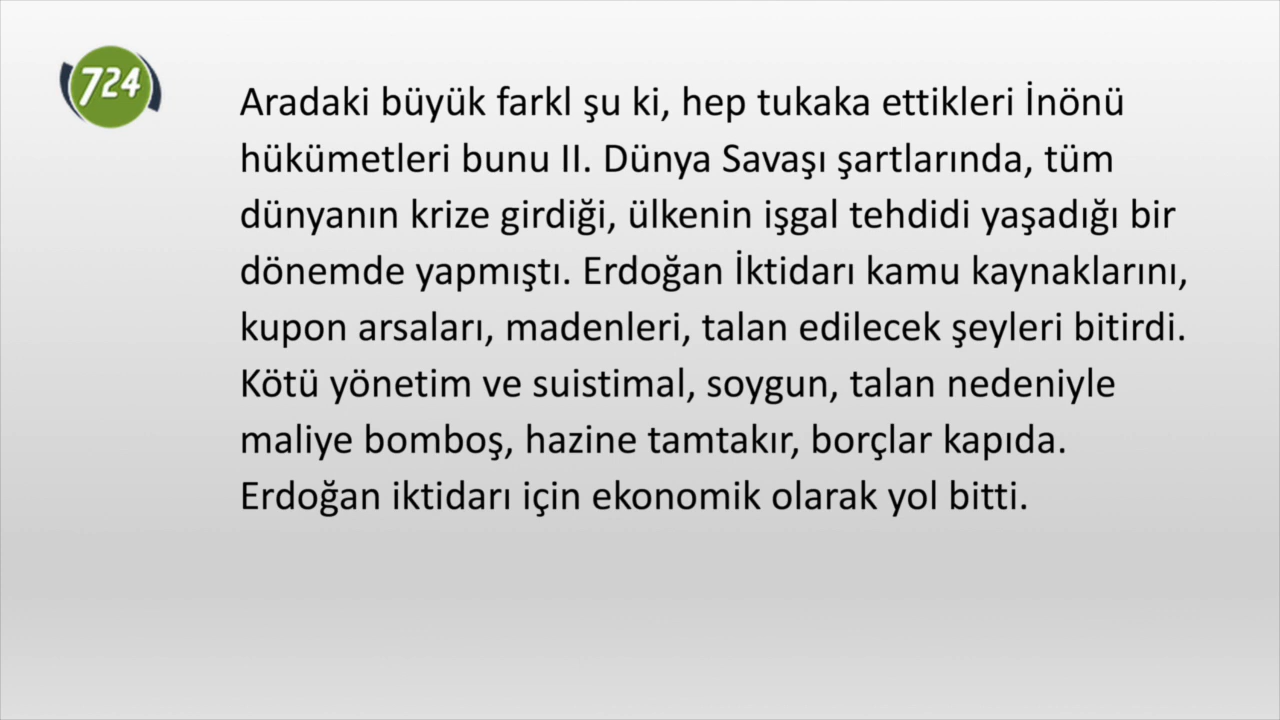 724
Aradaki büyük farkl şu ki, hep tukaka ettikleri İnönü
hükümetleri bunu II. Dünya Savaşı şartlarında, tüm
dünyanın krize girdiği, ülkenin işgal tehdidi yaşadığı bir
dönemde yapmıştı. Erdoğan İktidarı kamu kaynaklarını,
kupon arsaları, madenleri, talan edilecek şeyleri bitirdi.
Kötü yönetim ve suistimal, soygun, talan nedeniyle
maliye bomboş, hazine tamtakır, borçlar kapıda.
Erdoğan iktidarı için ekonomik olarak yol bitti.